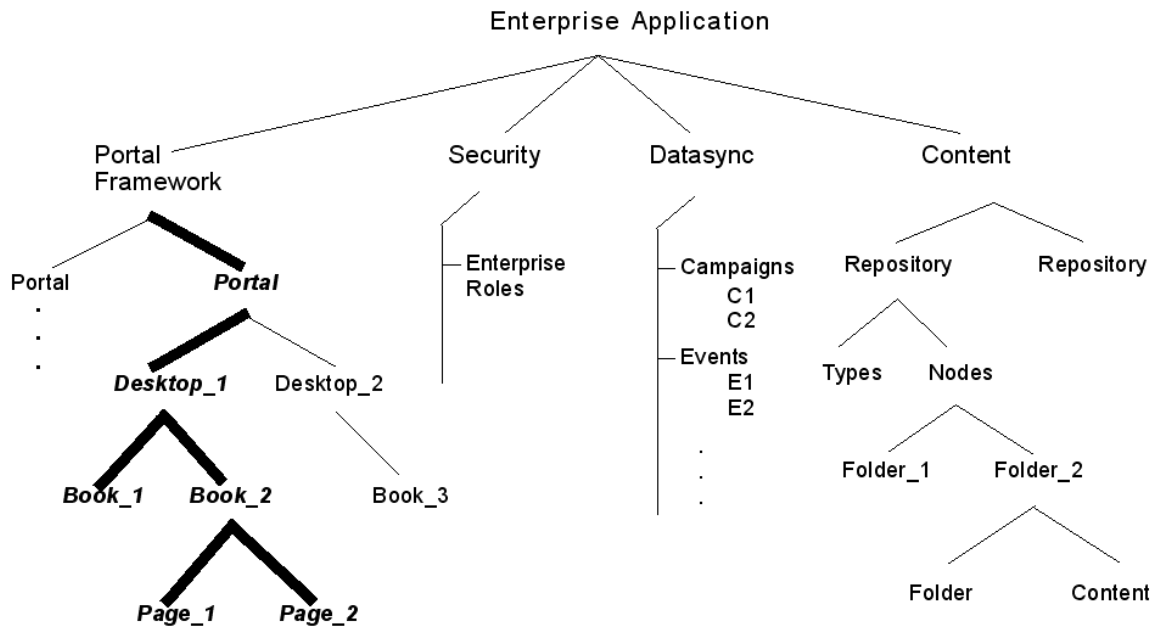 Enterprise Application
Portal
Framework
Security
Datasync
Content
Portal
.
.
.
Portal
Desktop_1
Desktop_2
Book_1
Book_2
Book_3
Page_1
Page_2
Enterprise
Roles
Campaigns
C1
C2
Events
E1
E2
.
.
.
Repository
Repository
Types
Nodes
Folder_1
Folder_2
Folder
Content